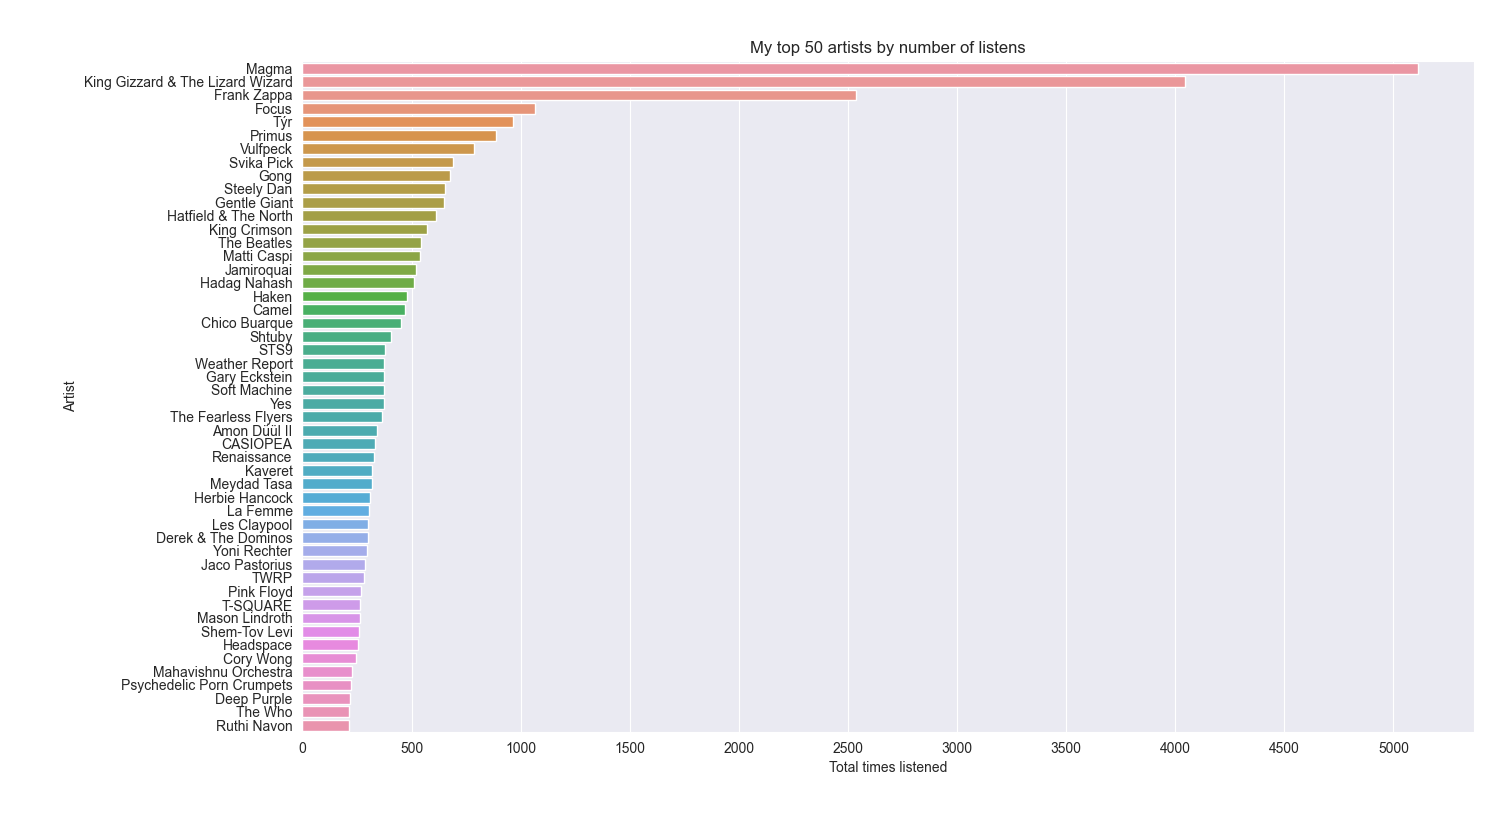 My top 50 artists by number of listens
Magma
King Gizzard & The Lizard Wizard
Frank Zappa
Focus
Týr
Primus
Vulfpeck
Svika Pick
Gong
Steely Dan
Gentle Giant
Hatfield & The North
King Crimson
The Beatles
Matti Caspi
Jamiroquai
Hadag Nahash
Haken
Camel
Chico Buarque
Shtuby
STS9
Weather Report
Gary Eckstein
Soft Machine
Yes
The Fearless Flyers
Amon Düül II
CASIOPEA
Renaissance
Kaveret
Meydad Tasa
Herbie Hancock
La Femme
Les Claypool
Derek & The Dominos
Yoni Rechter
Jaco Pastorius
TWRP
Pink Floyd
T-SQUARE
Mason Lindroth
Shem-Tov Levi
Headspace
Cory Wong
Mahavishnu Orchestra
Psychedelic Porn Crumpets
Deep Purple
The Who
Ruthi Navon
Artist
0 500 1000 1500 2000 2500 3000 3500 4000 4500 5000
Total times listened